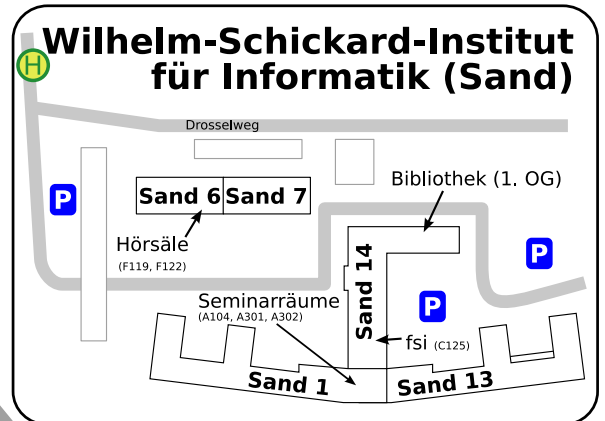 Wilhelm-Schickard-Institut
für Informatik (Sand)
H
Drosselweg
P
Sand 6
Sand 7
Bibliothek (1. OG)
Hörsäle
(F119, F122)
Sand 14
P
Seminarräume
(A104, A301, A302)
P
fsi (C125)
Sand 1
Sand 13